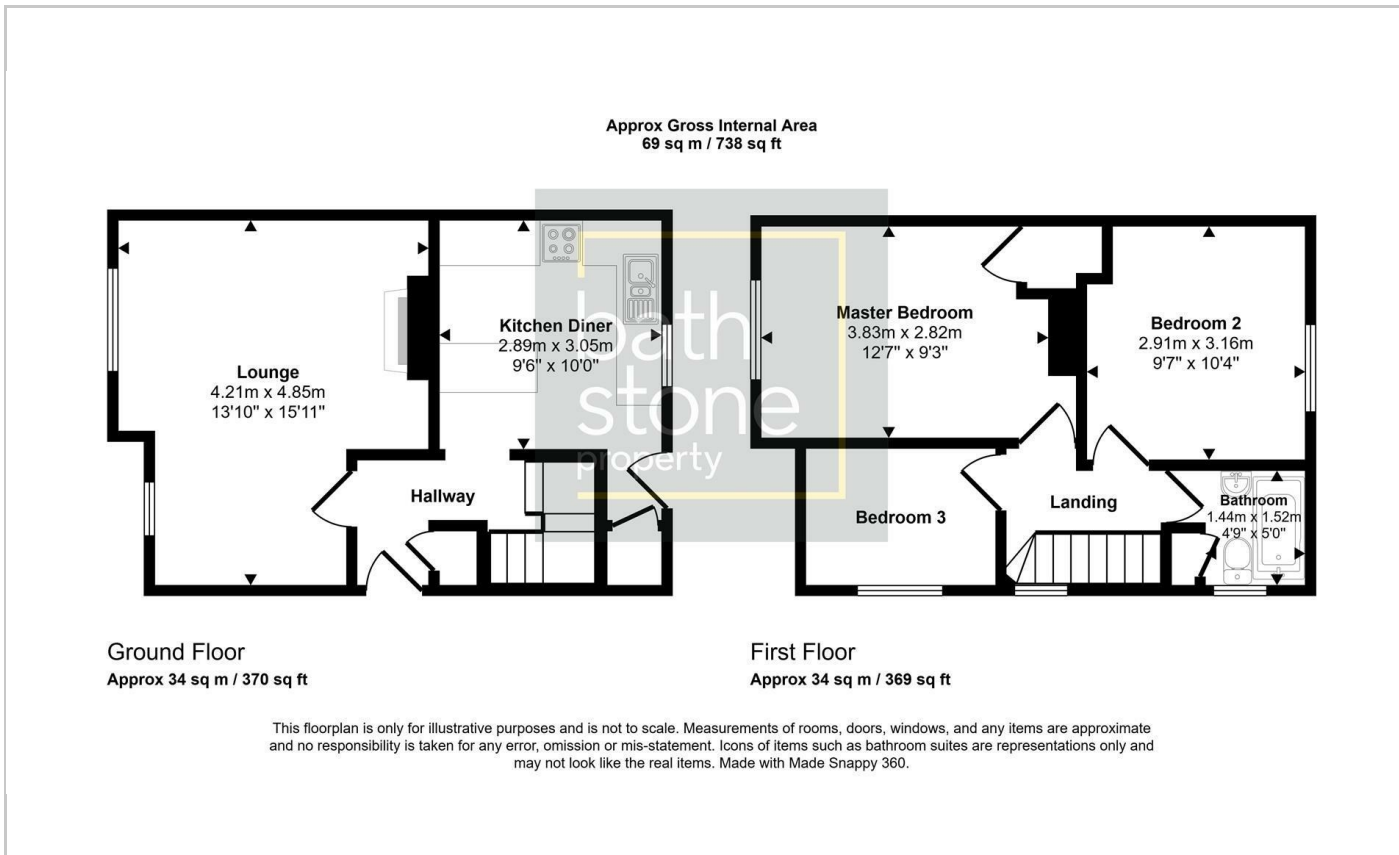 Approx Gross Internal Area
69 sq m / 738 sq ft
Lounge
4.21m x 4.85m
13'10" x 15'11"
Kitchen Diner
2.89m x 3.05m
9'6" x 10'0"
Hallway
bath
stone
property
Master Bedroom
3.83m x 2.82m
12'7" x 9'3"
Bedroom 2
2.91m x 3.16m
9'7" x 10'4"
Bedroom 3
Landing
Bathroom
1.44m x 1.52m
4'9" x 5'0"
Ground Floor
Approx 34 sq m / 370 sq ft
First Floor
Approx 34 sq m / 369 sq ft
This floorplan is only for illustrative purposes and is not to scale. Measurements of rooms, doors, windows, and any items are approximate
and no responsibility is taken for any error, omission or mis-statement. Icons of items such as bathroom suites are representations only and
may not look like the real items. Made with Made Snappy 360.